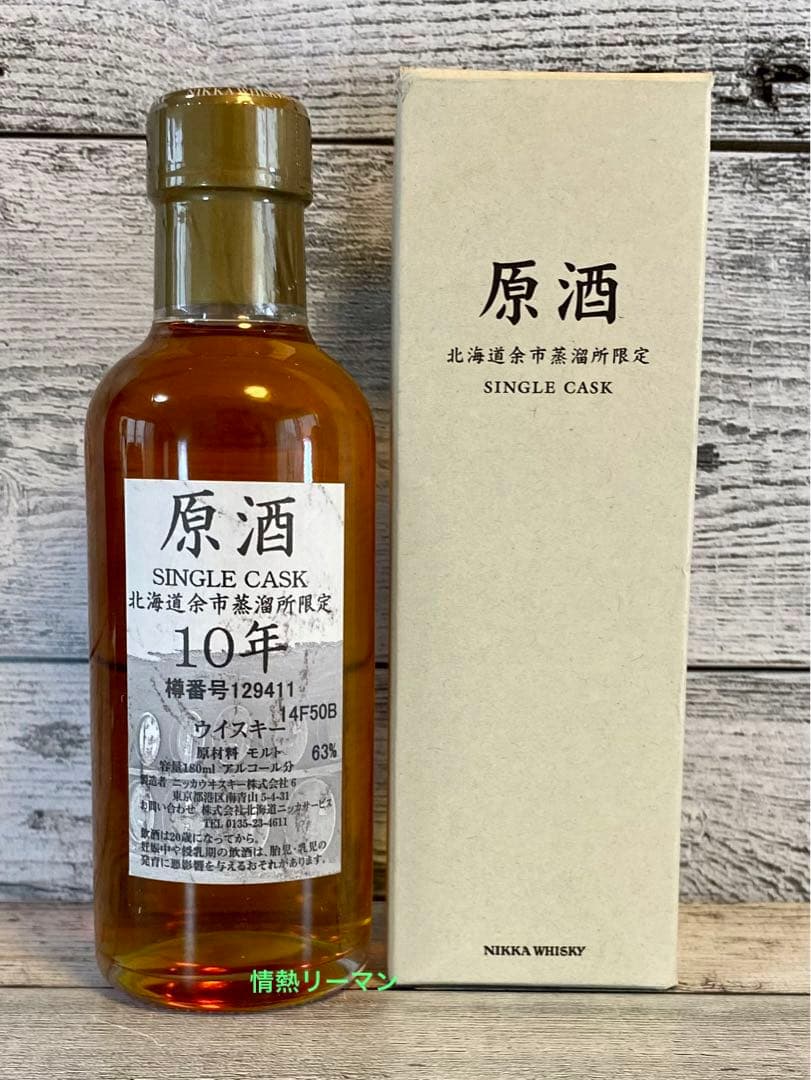 NIKKA WHISKY
原酒
SINGLE CASK
北海道余市蒸溜所限定
10年
樽番号129411
14F50B
ウイスキー
原材料 モルト
63%
容量180ml アルコール分
製造者 ニッカウヰスキー株式会社6
東京都港区南青山5-4-31
お問い合わせ 株式会社北海道ニッカサービス
TEL 0135-23-4611
飲酒は20歳になってから。
妊娠中や授乳期の飲酒は、胎児・乳児の
発育に悪影響を与えるおそれがあります。
原酒
北海道余市蒸溜所限定
SINGLE CASK
NIKKA WHISKY
情熱リーマン